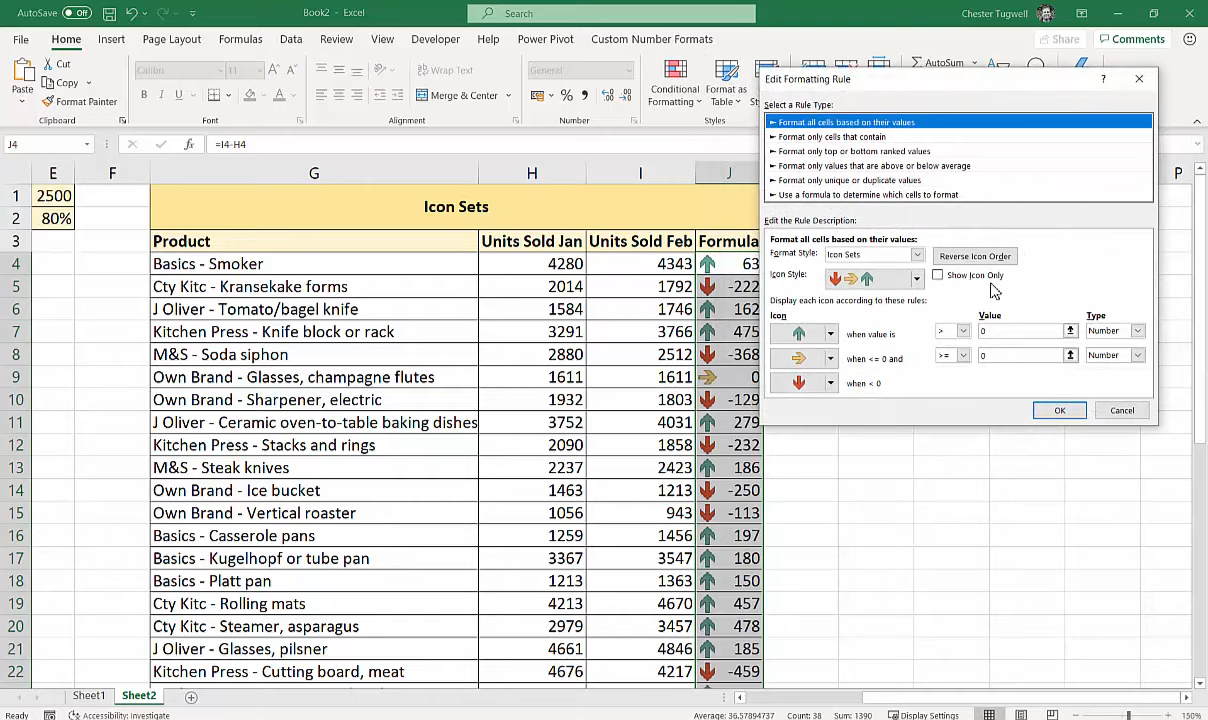 AutoSave Off Book2 - Excel Search Chester Tugwell
File Home Insert Page Layout Formulas Data Review View Developer Help Power Pivot Custom Number Formats Share Comments
Paste Cut Copy Format Painter
Calibri 11 Wrap Text General AutoSum
Merge & Center Conditional Formatting Format as Table
Clipboard Font Alignment Number Styles
J4 =I4-H4
E F G H I J P
1 2500 Icon Sets
2 80%
3 Product Units Sold Jan Units Sold Feb Formula
4 Basics - Smoker 4280 4343 63
5 Cty Kitc - Kransekake forms 2014 1792 -222
6 J Oliver - Tomato/bagel knife 1584 1746 162
7 Kitchen Press - Knife block or rack 3291 3766 475
8 M&S - Soda siphon 2880 2512 -368
9 Own Brand - Glasses, champagne flutes 1611 1611 0
10 Own Brand - Sharpener, electric 1932 1803 -129
11 J Oliver - Ceramic oven-to-table baking dishes 3752 4031 279
12 Kitchen Press - Stacks and rings 2090 1858 -232
13 M&S - Steak knives 2237 2423 186
14 Own Brand - Ice bucket 1463 1213 -250
15 Own Brand - Vertical roaster 1056 943 -113
16 Basics - Casserole pans 1259 1456 197
17 Basics - Kugelhopf or tube pan 3367 3547 180
18 Basics - Platt pan 1213 1363 150
19 Cty Kitc - Rolling mats 4213 4670 457
20 Cty Kitc - Steamer, asparagus 2979 3457 478
21 J Oliver - Glasses, pilsner 4661 4846 185
22 Kitchen Press - Cutting board, meat 4676 4217 -459
Edit Formatting Rule ?
Select a Rule Type:
► Format all cells based on their values
► Format only cells that contain
► Format only top or bottom ranked values
► Format only values that are above or below average
► Format only unique or duplicate values
► Use a formula to determine which cells to format
Edit the Rule Description:
Format all cells based on their values:
Format Style: Icon Sets Reverse Icon Order
Icon Style: Show Icon Only
Display each icon according to these rules:
Icon Value Type
when value is > 0 Number
when <= 0 and >= 0 Number
when < 0
OK Cancel
Sheet1 Sheet2
Ready Accessibility: Investigate Average: 36.57894737 Count: 38 Sum: 1390 Display Settings 150%